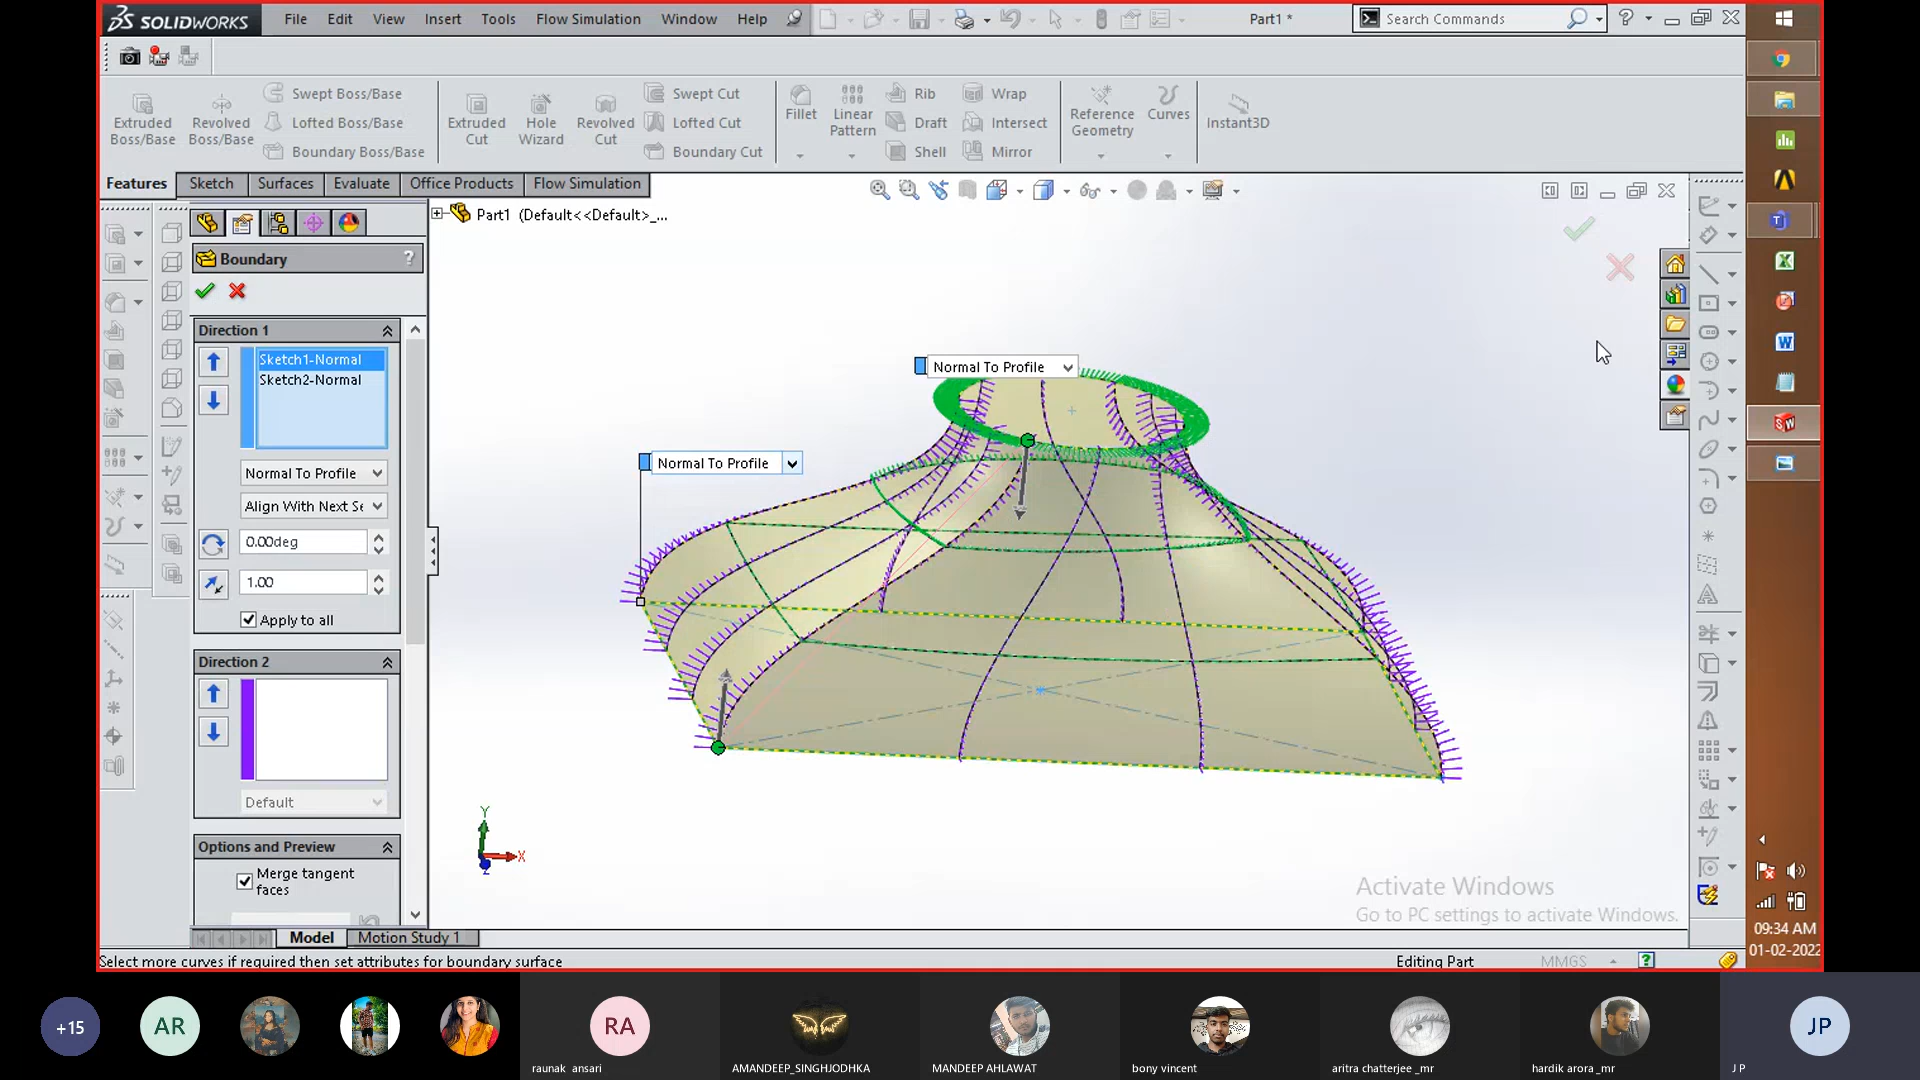 SOLIDWORKS File Edit View Insert Tools Flow Simulation Window Help Part1 * Search Commands ?
Extruded Boss/Base
Revolved Boss/Base
Swept Boss/Base
Lofted Boss/Base
Boundary Boss/Base
Extruded Cut
Hole Wizard
Revolved Cut
Swept Cut
Lofted Cut
Boundary Cut
Fillet
Linear Pattern
Rib
Draft
Shell
Wrap
Intersect
Mirror
Reference Geometry
Curves
Instant3D
Features Sketch Surfaces Evaluate Office Products Flow Simulation
Part1 (Default<<Default>_...
Boundary ?
Direction 1
Sketch1-Normal
Sketch2-Normal
Normal To Profile
Align With Next Se
0.00deg
1.00
Apply to all
Direction 2
Default
Options and Preview
Merge tangent
faces
Normal To Profile
Normal To Profile
Y
X
Z
Activate Windows
Go to PC settings to activate Windows.
Model Motion Study 1
Select more curves if required then set attributes for boundary surface Editing Part MMGS ?
09:34 AM
01-02-2022
+15 AR RA JP
raunak ansari AMANDEEP_SINGHJODHKA MANDEEP AHLAWAT bony vincent aritra chatterjee _mr hardik arora _mr J P